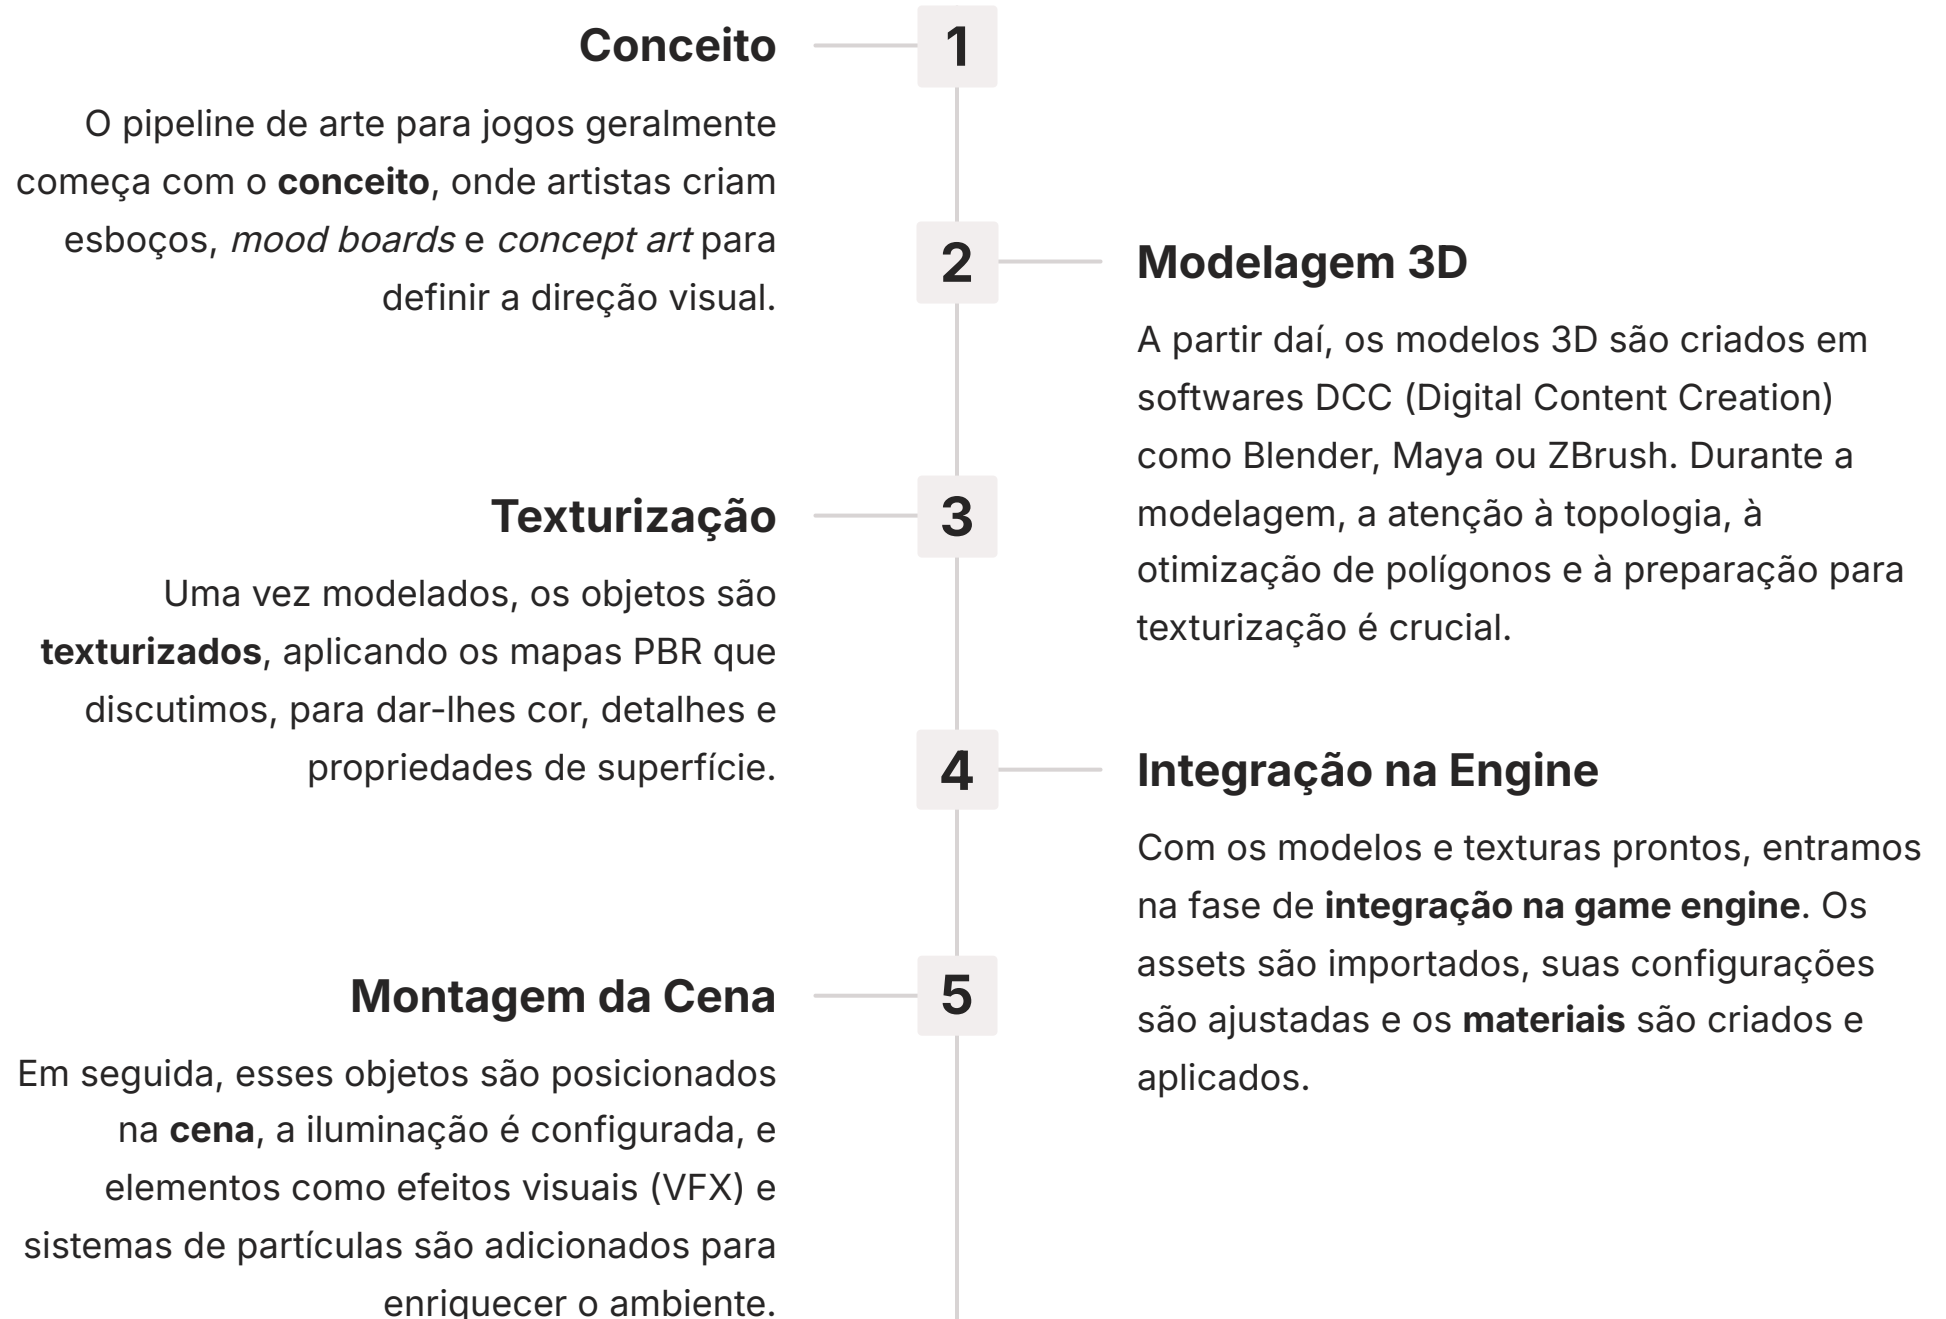 Conceito
1
O pipeline de arte para jogos geralmente
começa com o conceito, onde artistas criam
esboços, mood boards e concept art para
definir a direção visual.
2
Modelagem 3D
A partir daí, os modelos 3D são criados em
softwares DCC (Digital Content Creation)
como Blender, Maya ou ZBrush. Durante a
modelagem, a atenção à topologia, à
otimização de polígonos e à preparação para
texturização é crucial.
Texturização
3
Uma vez modelados, os objetos são
texturizados, aplicando os mapas PBR que
discutimos, para dar-lhes cor, detalhes e
propriedades de superfície.
4
Integração na Engine
Com os modelos e texturas prontos, entramos
na fase de integração na game engine. Os
assets são importados, suas configurações
são ajustadas e os materiais são criados e
aplicados.
Montagem da Cena
5
Em seguida, esses objetos são posicionados
na cena, a iluminação é configurada, e
elementos como efeitos visuais (VFX) e
sistemas de partículas são adicionados para
enriquecer o ambiente.